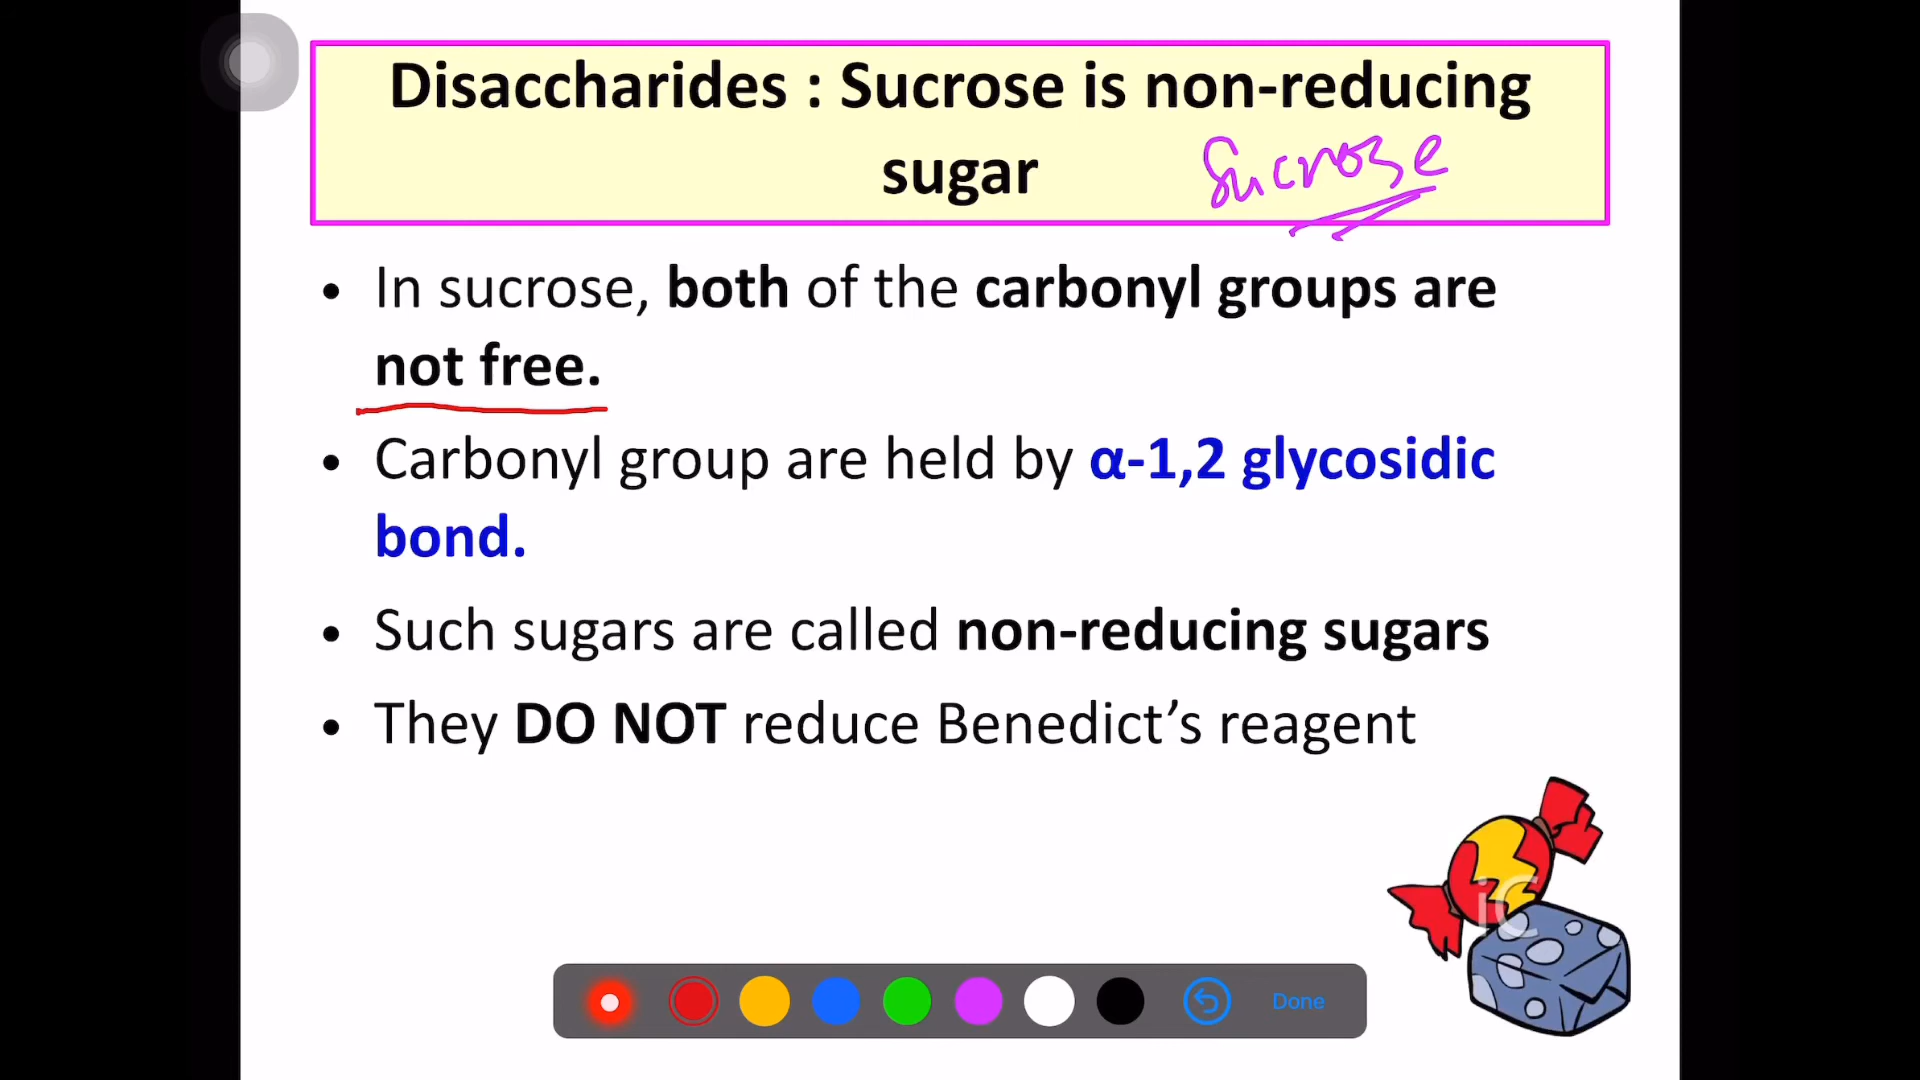 Disaccharides : Sucrose is non-reducing
sugar
Sucrose
• In sucrose, both of the carbonyl groups are
not free.
• Carbonyl group are held by α-1,2 glycosidic
bond.
• Such sugars are called non-reducing sugars
• They DO NOT reduce Benedict’s reagent
iC
Done